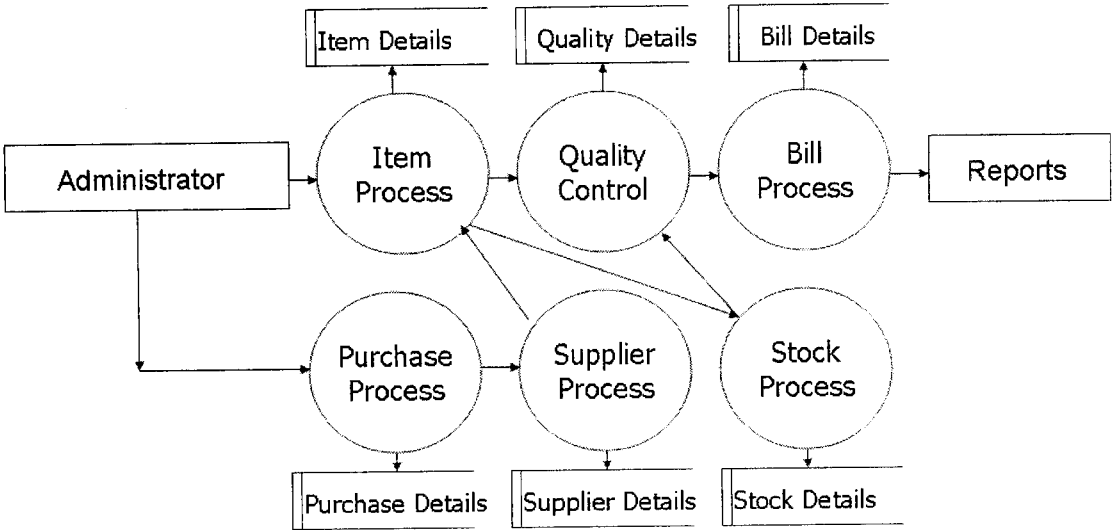 Item Details
Quality Details
Bill Details
Administrator
Item
Process
Quality
Control
Bill
Process
Reports
Purchase
Process
Supplier
Process
Stock
Process
Purchase Details
Supplier Details
Stock Details